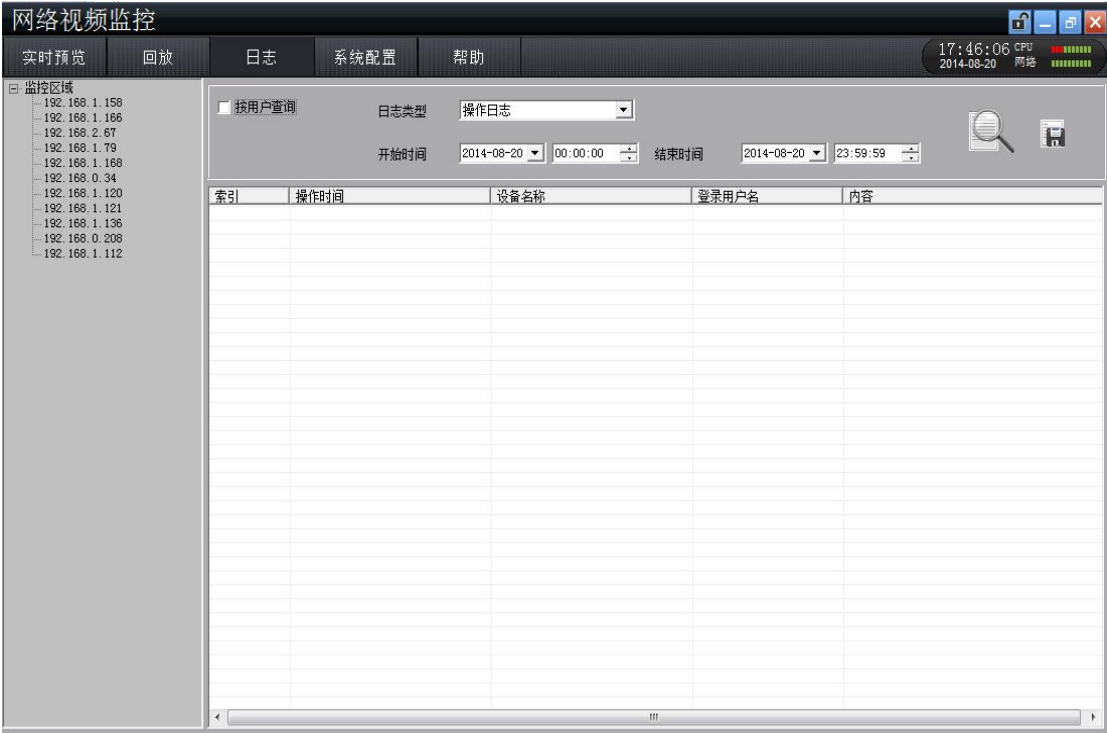 网络视频监控
实时预览 回放 日志 系统配置 帮助 17:46:06 CPU
2014-08-20 网络
监控区域
192.168.1.158
192.168.1.166
192.168.2.67
192.168.1.79
192.168.1.168
192.168.0.34
192.168.1.120
192.168.1.121
192.168.1.136
192.168.0.208
192.168.1.112
按用户查询 日志类型 操作日志
开始时间 2014-08-20 00:00:00 结束时间 2014-08-20 23:59:59
索引 操作时间 设备名称 登录用户名 内容